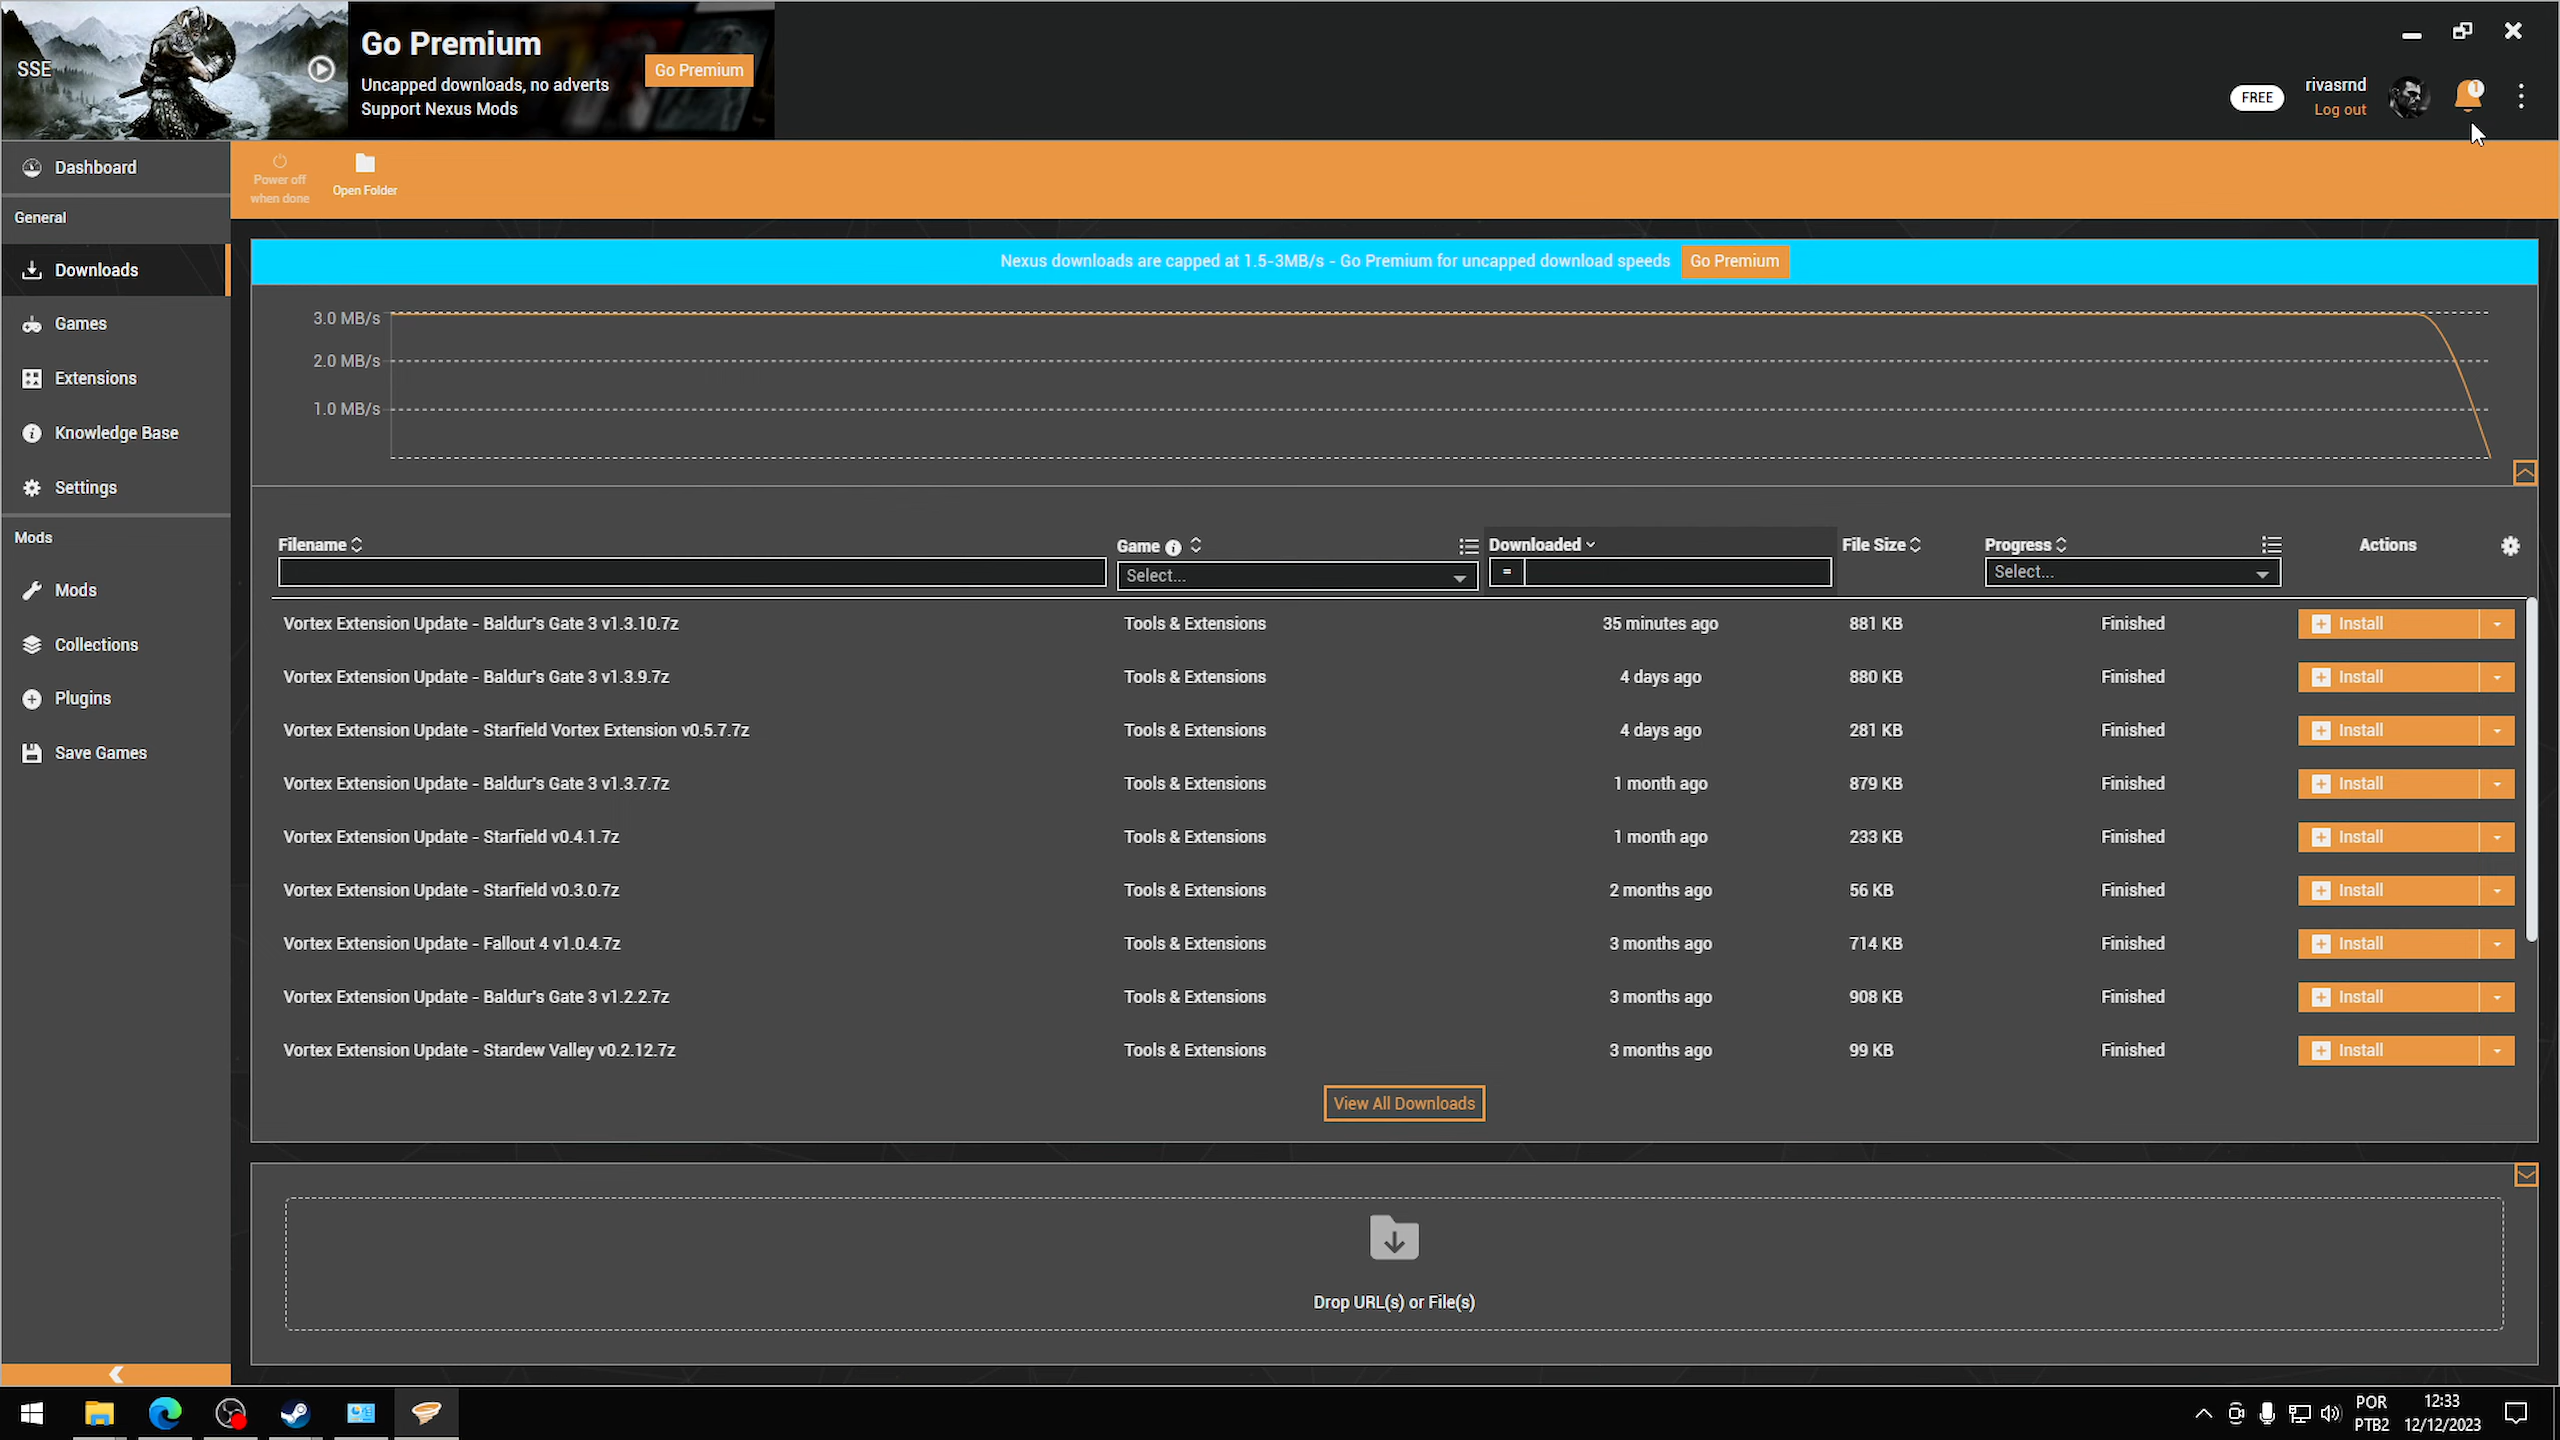 SSE
Go Premium
Uncapped downloads, no adverts
Support Nexus Mods
Go Premium
FREE
rivasrnd
Log out
1
Dashboard
General
Downloads
Games
Extensions
Knowledge Base
Settings
Mods
Mods
Collections
Plugins
Save Games
Power off
when done
Open Folder
Nexus downloads are capped at 1.5-3MB/s - Go Premium for uncapped download speeds
Go Premium
3.0 MB/s
2.0 MB/s
1.0 MB/s
Filename Game Downloaded File Size Progress Actions
Select... = Select...
Vortex Extension Update - Baldur's Gate 3 v1.3.10.7z Tools & Extensions 35 minutes ago 881 KB Finished Install
Vortex Extension Update - Baldur's Gate 3 v1.3.9.7z Tools & Extensions 4 days ago 880 KB Finished Install
Vortex Extension Update - Starfield Vortex Extension v0.5.7.7z Tools & Extensions 4 days ago 281 KB Finished Install
Vortex Extension Update - Baldur's Gate 3 v1.3.7.7z Tools & Extensions 1 month ago 879 KB Finished Install
Vortex Extension Update - Starfield v0.4.1.7z Tools & Extensions 1 month ago 233 KB Finished Install
Vortex Extension Update - Starfield v0.3.0.7z Tools & Extensions 2 months ago 56 KB Finished Install
Vortex Extension Update - Fallout 4 v1.0.4.7z Tools & Extensions 3 months ago 714 KB Finished Install
Vortex Extension Update - Baldur's Gate 3 v1.2.2.7z Tools & Extensions 3 months ago 908 KB Finished Install
Vortex Extension Update - Stardew Valley v0.2.12.7z Tools & Extensions 3 months ago 99 KB Finished Install
View All Downloads
Drop URL(s) or File(s)
POR 12:33
PTB2 12/12/2023